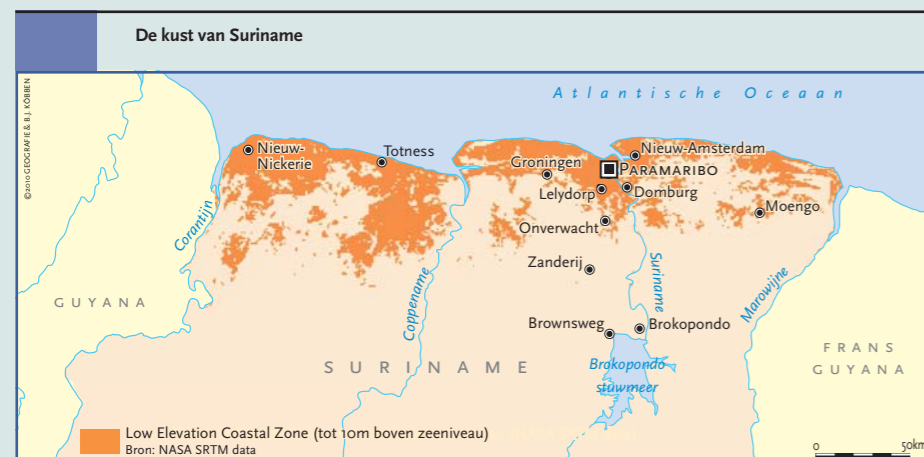 De kust van Suriname
©2010 GEOGRAFIE & B.J. KÖBBEN
Atlantische Oceaan
Nieuw-
Nickerie
Totness
Groningen
Nieuw-Amsterdam
PARAMARIBO
Lelydorp
Domburg
Moengo
Onverwacht
Corantijn
Zanderij
Coppename
Suriname
Marowijne
GUYANA
Brownsweg
Brokopondo
SURINAME
Brokopondo
stuwmeer
FRANS
GUYANA
Low Elevation Coastal Zone (tot 10m boven zeeniveau)
Bron: NASA SRTM data
0 50km